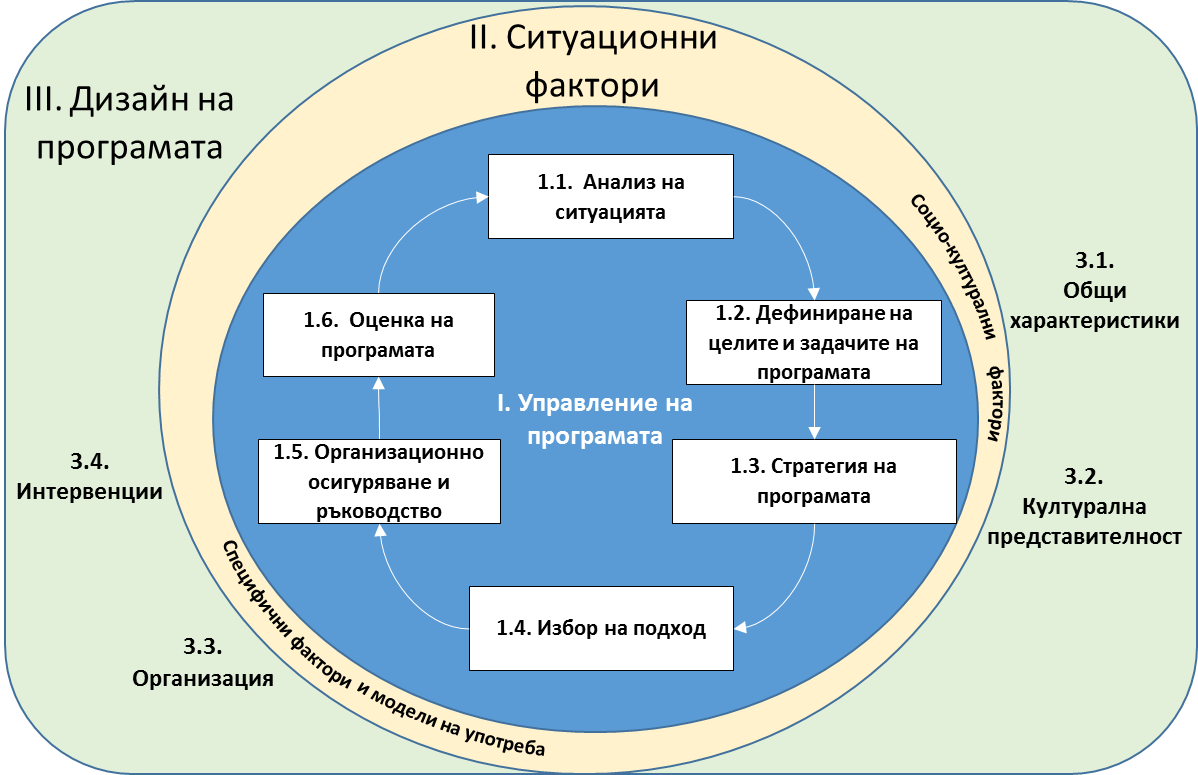 II. Ситуационни
фактори
III. Дизайн на
програмата
1.1. Анализ на
ситуацията
Социо-културални фактори
3.1.
Общи
характеристики
1.6. Оценка на
програмата
1.2. Дефиниране на
целите и задачите на
програмата
I. Управление на
програмата
1.5. Организационно
осигуряване и
ръководство
1.3. Стратегия на
програмата
3.4.
Интервенции
3.2.
Културална
представителност
Специфични фактори и модели на употреба
1.4. Избор на подход
3.3.
Организация